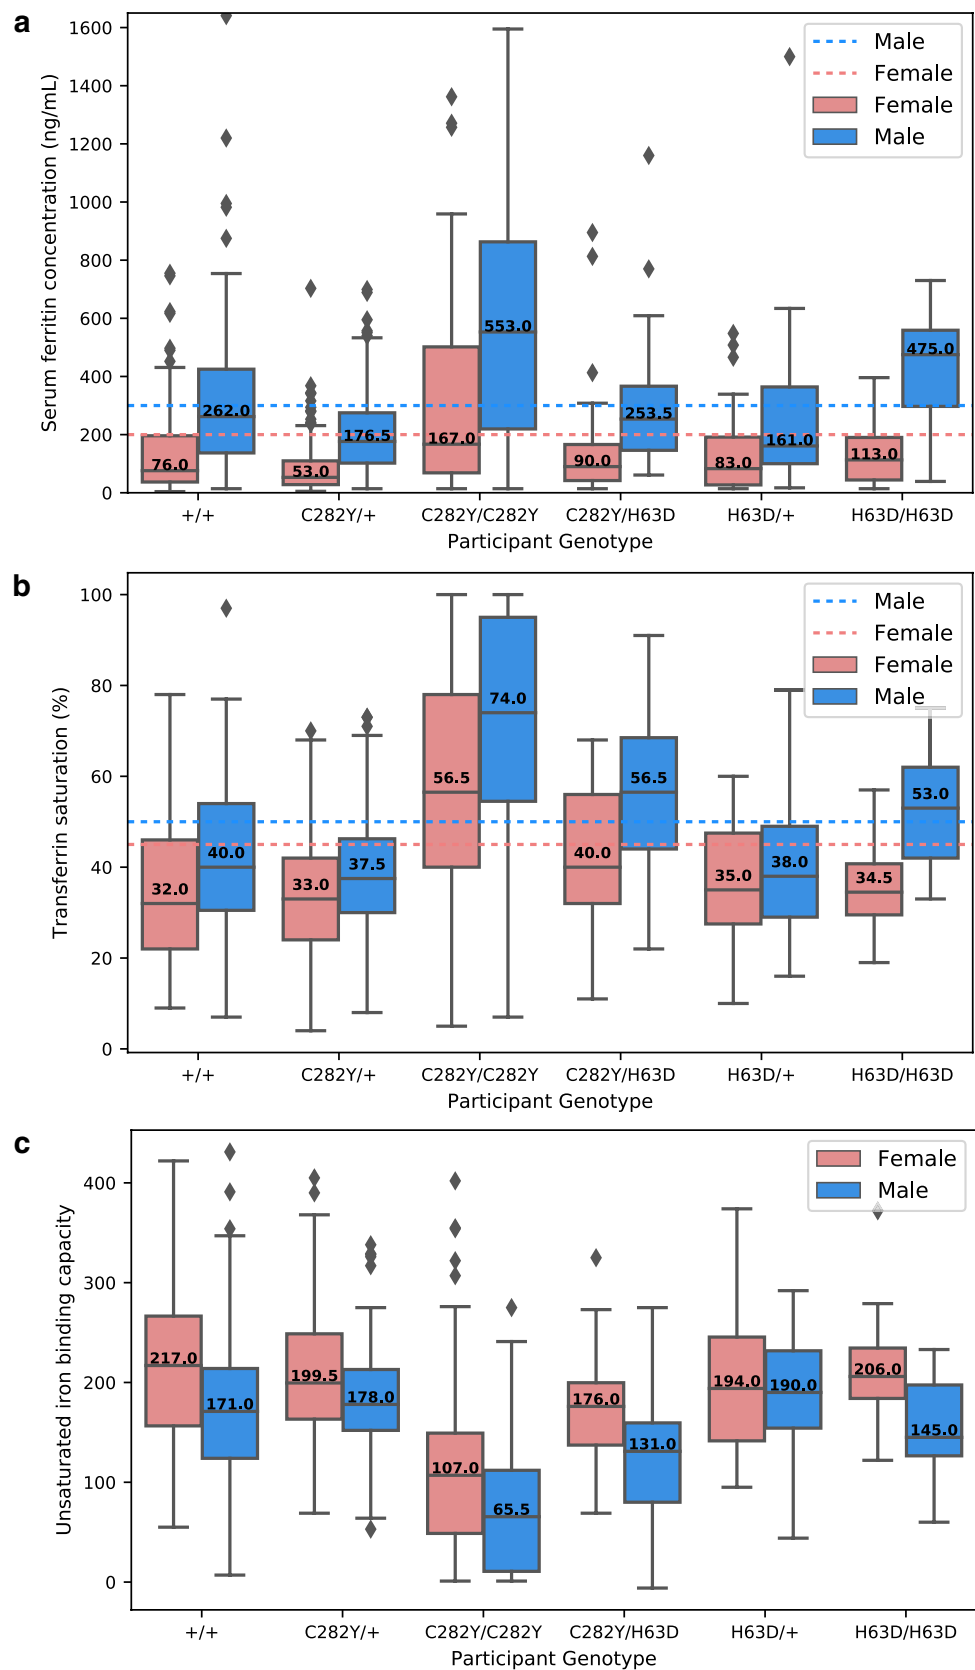 a
Serum ferritin concentration (ng/mL)
1600
1400
1200
1000
800
600
400
200
0
Male
Female
Female
Male
76.0
262.0
53.0
176.5
167.0
553.0
90.0
253.5
83.0
161.0
113.0
475.0
+/+
C282Y/+
C282Y/C282Y
C282Y/H63D
H63D/+
H63D/H63D
Participant Genotype
b
Transferrin saturation (%)
100
80
60
40
20
0
Male
Female
Female
Male
32.0
40.0
33.0
37.5
56.5
74.0
40.0
56.5
35.0
38.0
34.5
53.0
+/+
C282Y/+
C282Y/C282Y
C282Y/H63D
H63D/+
H63D/H63D
Participant Genotype
c
Unsaturated iron binding capacity
400
300
200
100
0
Female
Male
217.0
171.0
199.5
178.0
107.0
65.5
176.0
131.0
194.0
190.0
206.0
145.0
+/+
C282Y/+
C282Y/C282Y
C282Y/H63D
H63D/+
H63D/H63D
Participant Genotype